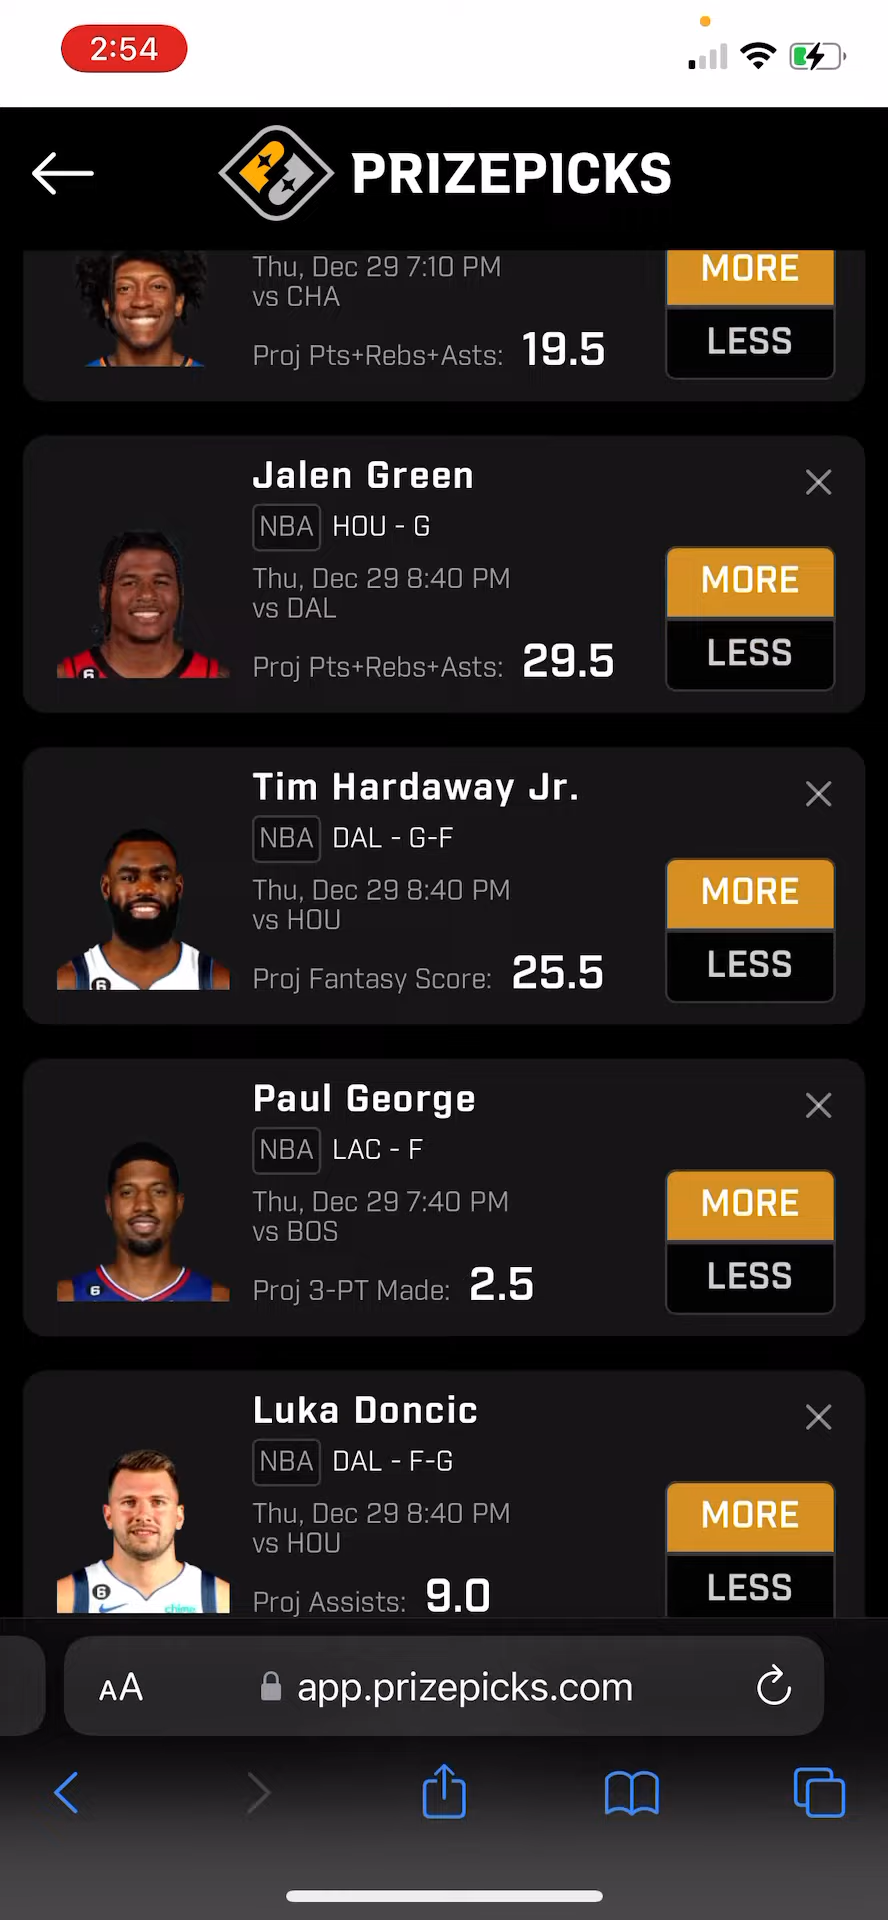 2:54
PRIZEPICKS
Thu, Dec 29 7:10 PM
vs CHA
Proj Pts+Rebs+Asts: 19.5
MORE
LESS
Jalen Green
NBA HOU - G
Thu, Dec 29 8:40 PM
vs DAL
Proj Pts+Rebs+Asts: 29.5
MORE
LESS
6
Tim Hardaway Jr.
NBA DAL - G-F
Thu, Dec 29 8:40 PM
vs HOU
Proj Fantasy Score: 25.5
MORE
LESS
6
Paul George
NBA LAC - F
Thu, Dec 29 7:40 PM
vs BOS
Proj 3-PT Made: 2.5
MORE
LESS
6
Luka Doncic
NBA DAL - F-G
Thu, Dec 29 8:40 PM
vs HOU
Proj Assists: 9.0
MORE
LESS
6
chime
AA app.prizepicks.com